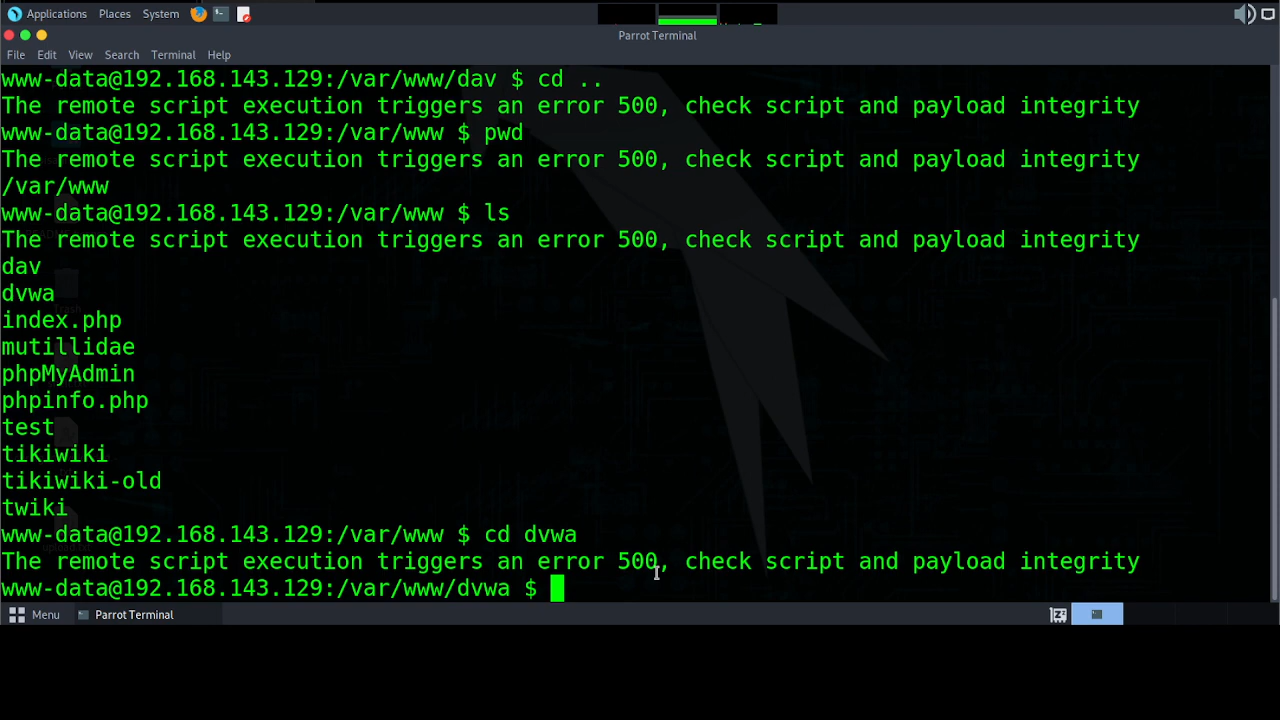 Applications Places System
Parrot Terminal
File Edit View Search Terminal Help
www-data@192.168.143.129:/var/www/dav $ cd ..
The remote script execution triggers an error 500, check script and payload integrity
www-data@192.168.143.129:/var/www $ pwd
The remote script execution triggers an error 500, check script and payload integrity
/var/www
www-data@192.168.143.129:/var/www $ ls
The remote script execution triggers an error 500, check script and payload integrity
dav
dvwa
index.php
mutillidae
phpMyAdmin
phpinfo.php
test
tikiwiki
tikiwiki-old
twiki
www-data@192.168.143.129:/var/www $ cd dvwa
The remote script execution triggers an error 500, check script and payload integrity
www-data@192.168.143.129:/var/www/dvwa $
Menu Parrot Terminal